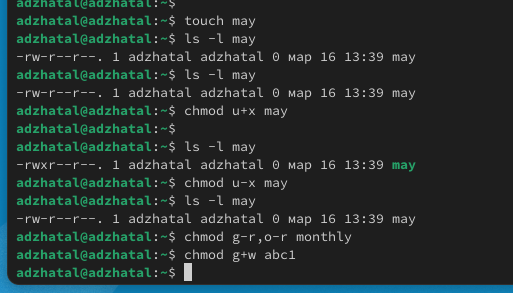 adzhatal@adzhatal:~$
adzhatal@adzhatal:~$ touch may
adzhatal@adzhatal:~$ ls -l may
-rw-r--r--. 1 adzhatal adzhatal 0 мар 16 13:39 may
adzhatal@adzhatal:~$ ls -l may
-rw-r--r--. 1 adzhatal adzhatal 0 мар 16 13:39 may
adzhatal@adzhatal:~$ chmod u+x may
adzhatal@adzhatal:~$
adzhatal@adzhatal:~$ ls -l may
-rwxr--r--. 1 adzhatal adzhatal 0 мар 16 13:39 may
adzhatal@adzhatal:~$ chmod u-x may
adzhatal@adzhatal:~$ ls -l may
-rw-r--r--. 1 adzhatal adzhatal 0 мар 16 13:39 may
adzhatal@adzhatal:~$ chmod g-r,o-r monthly
adzhatal@adzhatal:~$ chmod g+w abc1
adzhatal@adzhatal:~$